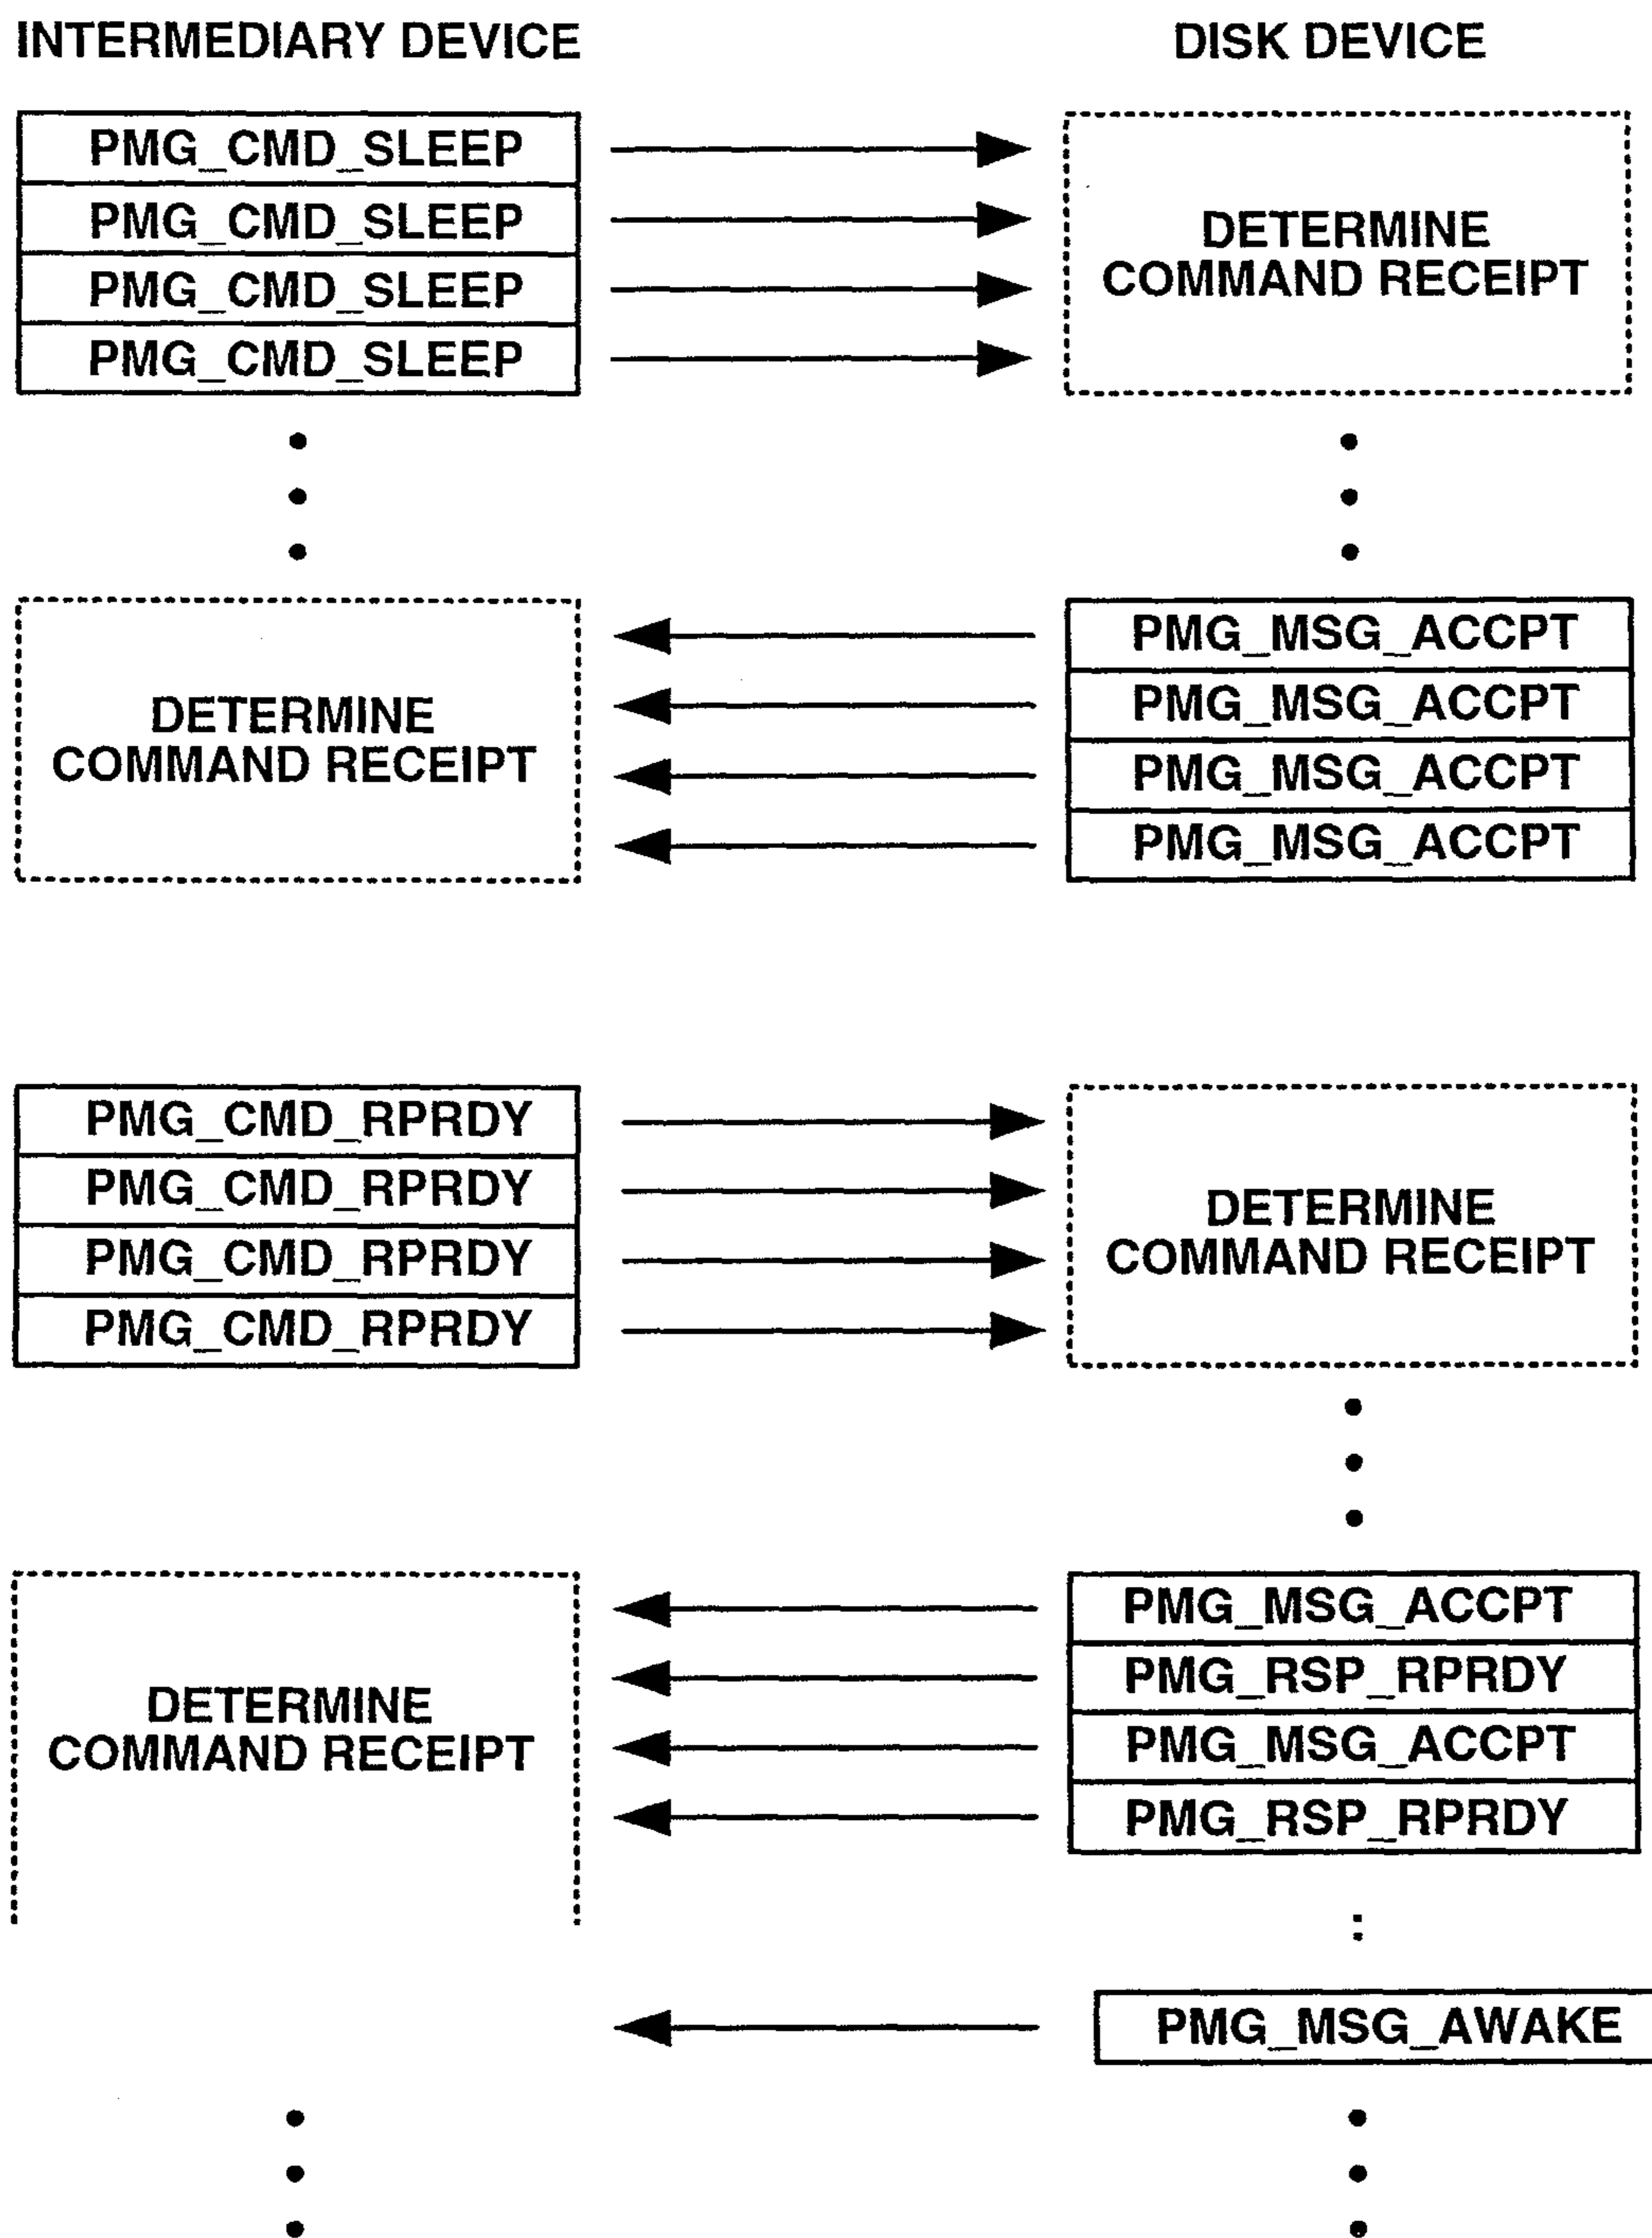 INTERMEDIARY DEVICE
DISK DEVICE
PMG_CMD_SLEEP
PMG_CMD_SLEEP
PMG_CMD_SLEEP
PMG_CMD_SLEEP
DETERMINE
COMMAND RECEIPT
DETERMINE
COMMAND RECEIPT
PMG_MSG_ACCPT
PMG_MSG_ACCPT
PMG_MSG_ACCPT
PMG_MSG_ACCPT
PMG_CMD_RPRDY
PMG_CMD_RPRDY
PMG_CMD_RPRDY
PMG_CMD_RPRDY
DETERMINE
COMMAND RECEIPT
DETERMINE
COMMAND RECEIPT
PMG_MSG_ACCPT
PMG_RSP_RPRDY
PMG_MSG_ACCPT
PMG_RSP_RPRDY
PMG_MSG_AWAKE